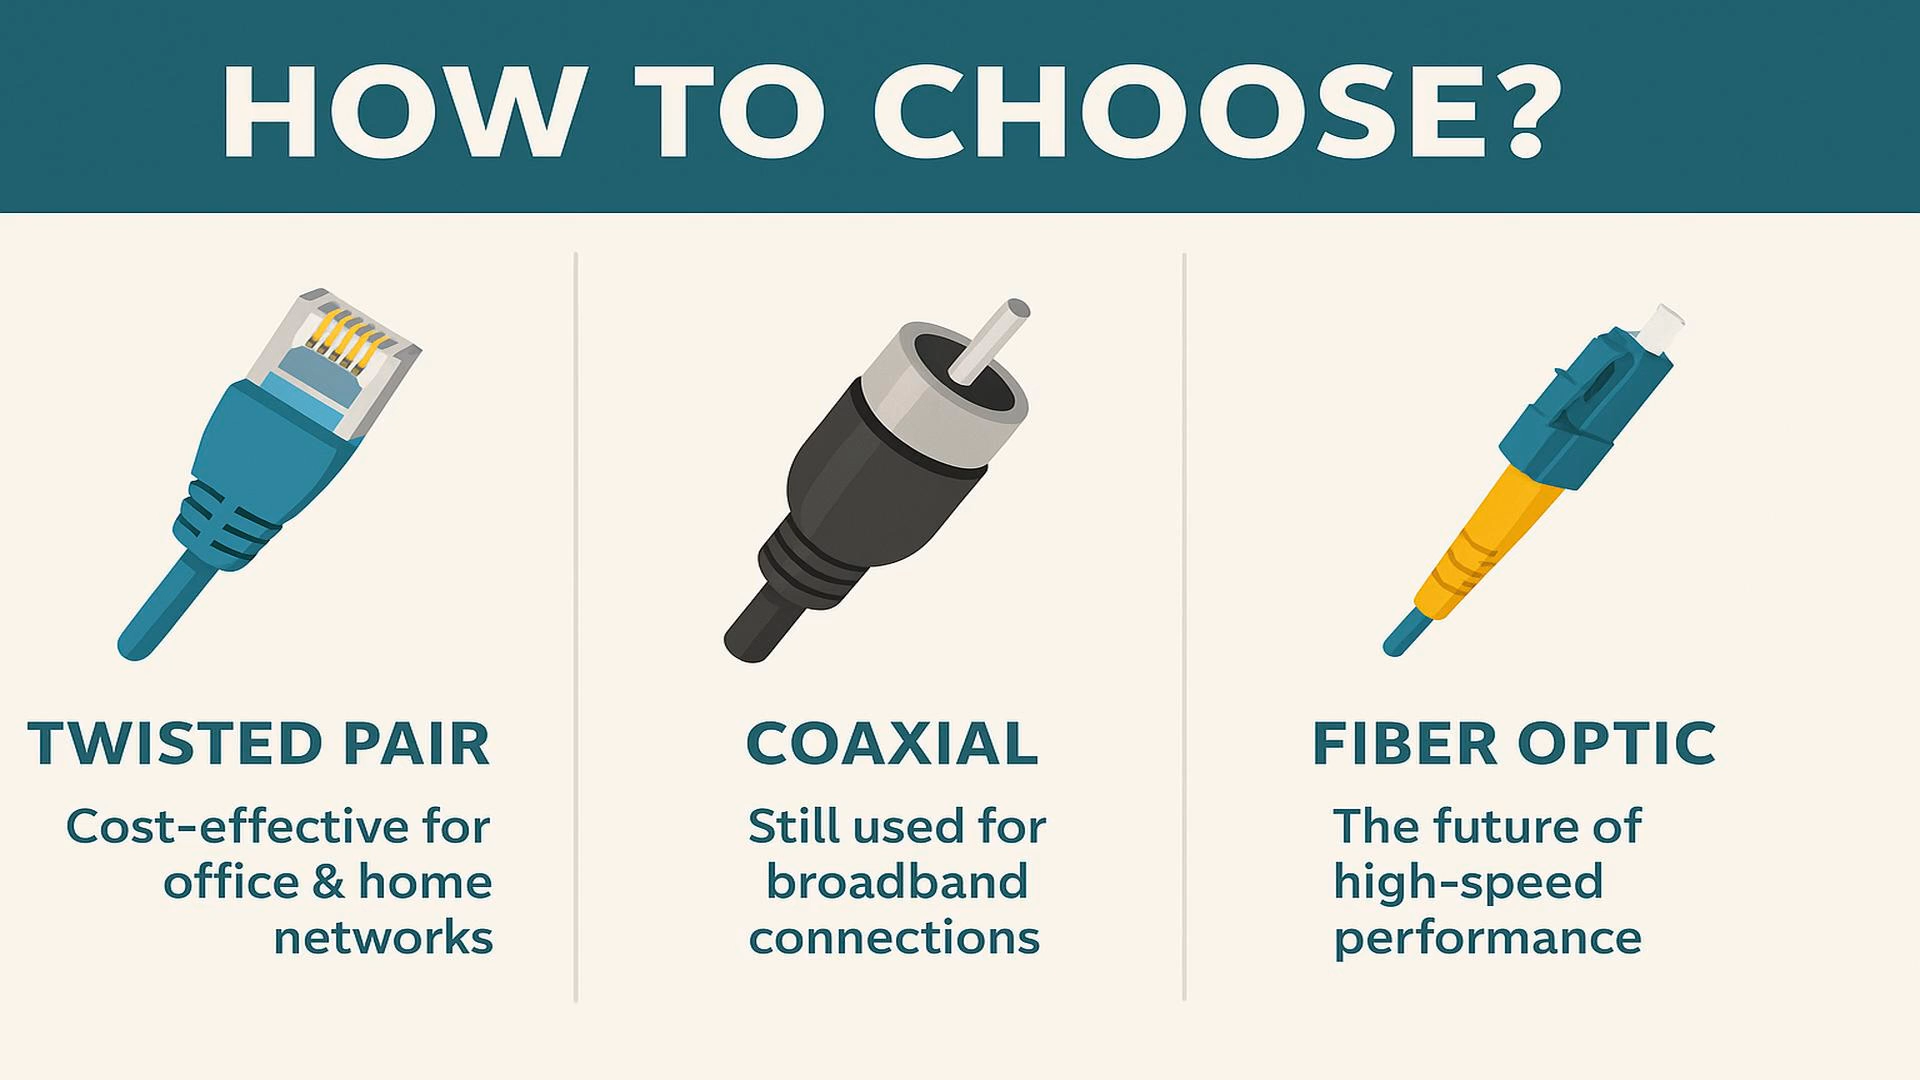 HOW TO CHOOSE?
TWISTED PAIR
Cost-effective for
office & home
networks
COAXIAL
Still used for
broadband
connections
FIBER OPTIC
The future of
high-speed
performance